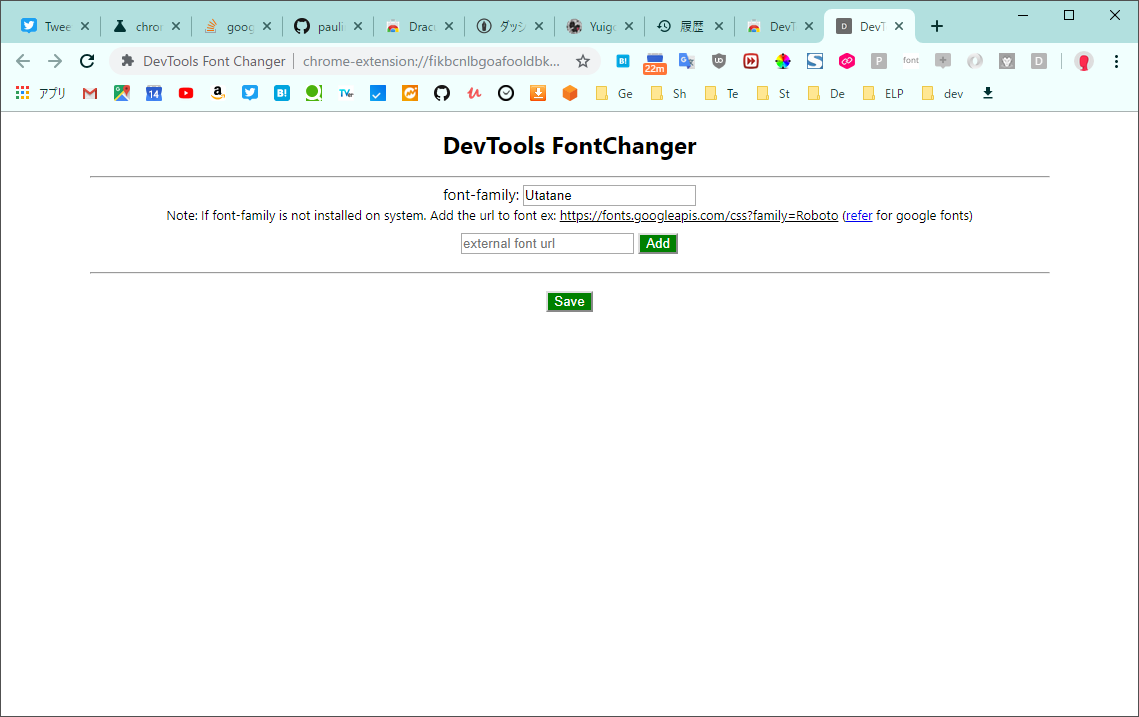 Twee chror goog pauli Drac ダッシ Yuig 履歴 DevT DevT
DevTools Font Changer chrome-extension://fikbcnlbgoafooldbk... B! 22m UD S P font D
アプリ 14 a B! TVer Ge Sh Te St De ELP dev
DevTools FontChanger
font-family: Utatane
Note: If font-family is not installed on system. Add the url to font ex: https://fonts.googleapis.com/css?family=Roboto (refer for google fonts)
external font url Add
Save